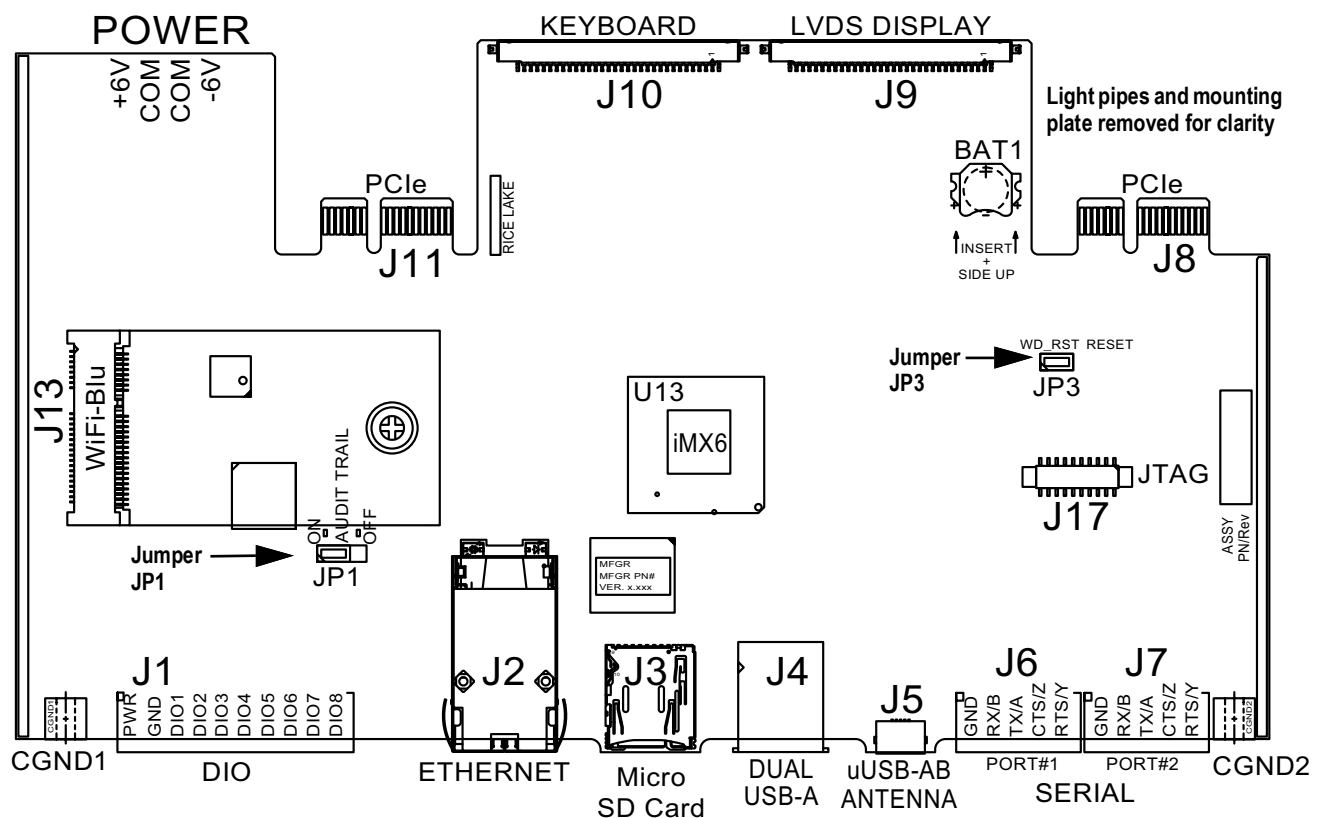 POWER
KEYBOARD
LVDS DISPLAY
+6V
COM
COM
-6V
J10
J9
Light pipes and mounting
plate removed for clarity
BAT1
PCIe
PCIe
RICE LAKE
J11
INSERT
+
SIDE UP
J8
WD_RST RESET
Jumper
JP3
JP3
J13
WiFi-Blu
U13
iMX6
ON
AUDIT TRAIL
OFF
JTAG
J17
ASSY
PN/Rev
Jumper
JP1
JP1
MFGR
MFGR PN#
VER. x.xxx
J1
J2
J3
J4
J5
J6
J7
CGND1
PWR
GND
DIO1
DIO2
DIO3
DIO4
DIO5
DIO6
DIO7
DIO8
GND
RX/B
TX/A
CTS/Z
RTS/Y
GND
RX/B
TX/A
CTS/Z
RTS/Y
CGND2
CGND1
DIO
ETHERNET
Micro
SD Card
DUAL
USB-A
uUSB-AB
ANTENNA
PORT#1
PORT#2
SERIAL
CGND2